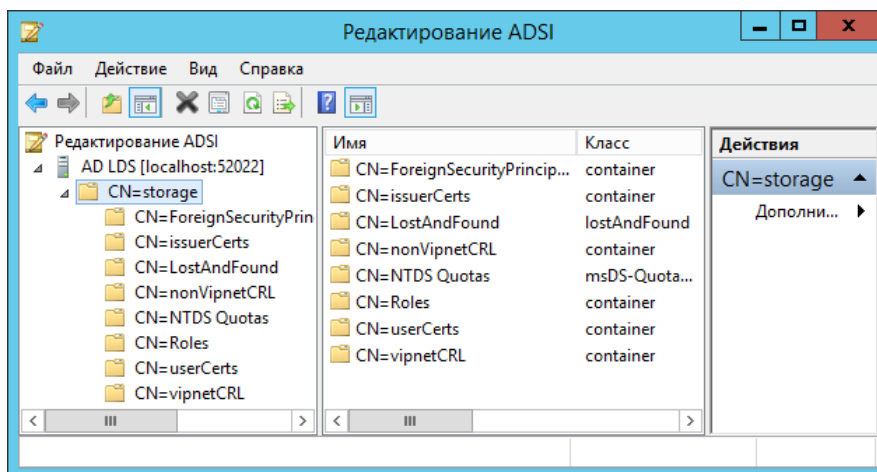 Редактирование ADSI
Файл Действие Вид Справка
Редактирование ADSI
AD LDS [localhost:52022]
CN=storage
CN=ForeignSecurityPrin
CN=issuerCerts
CN=LostAndFound
CN=nonVipnetCRL
CN=NTDS Quotas
CN=Roles
CN=userCerts
CN=vipnetCRL
Имя Класс
CN=ForeignSecurityPrincip... container
CN=issuerCerts container
CN=LostAndFound lostAndFound
CN=nonVipnetCRL container
CN=NTDS Quotas msDS-Quota...
CN=Roles container
CN=userCerts container
CN=vipnetCRL container
Действия
CN=storage
Дополни...